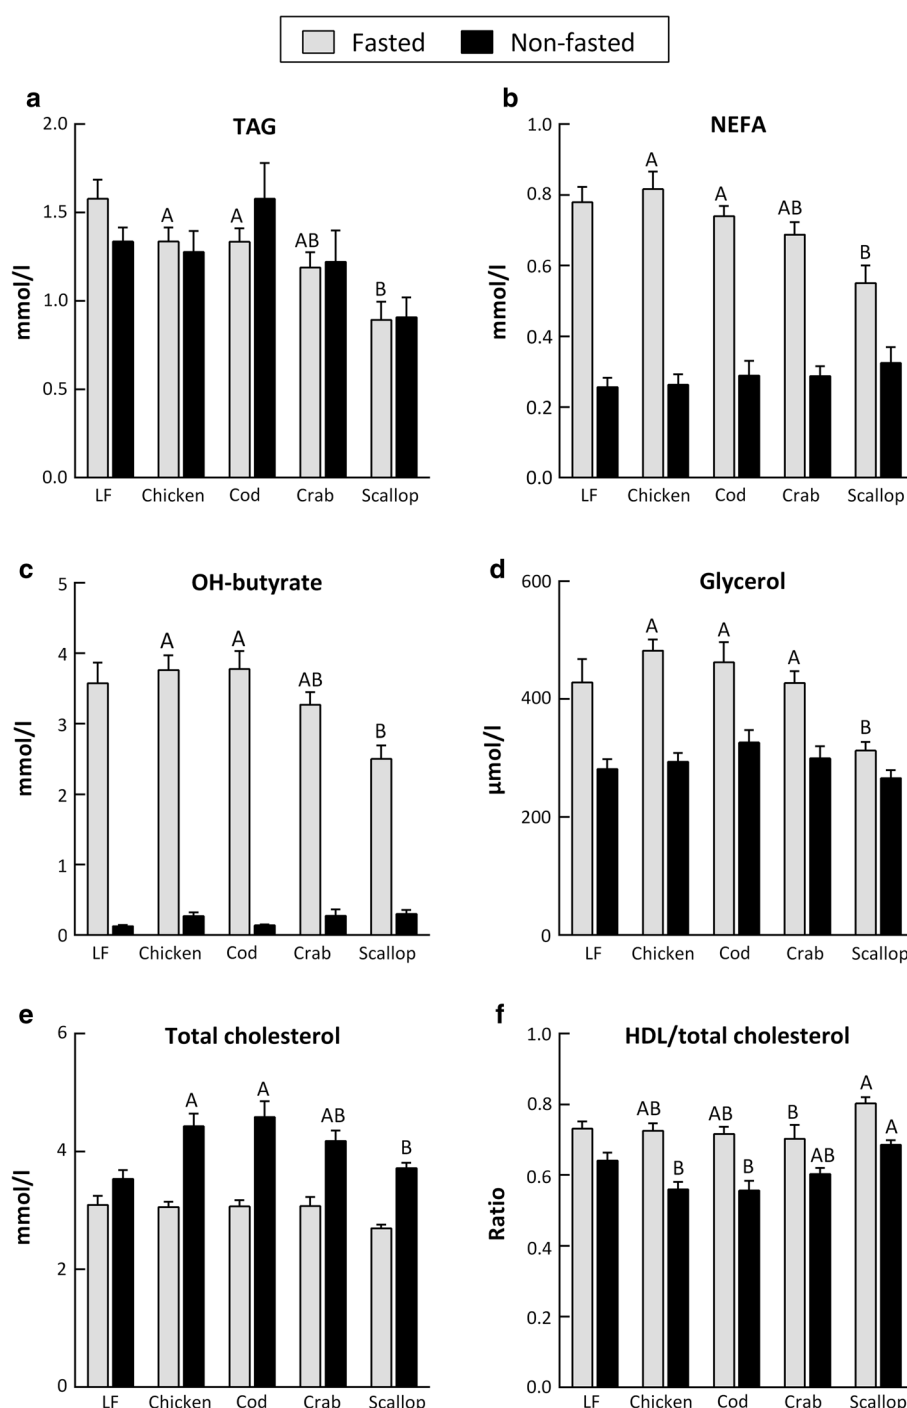 Fasted Non-fasted
a
TAG
2.0
1.5
1.0
0.5
0.0
mmol/l
A
A
AB
B
LF Chicken Cod Crab Scallop
b
NEFA
1.0
0.8
0.6
0.4
0.2
0.0
mmol/l
A
A
AB
B
LF Chicken Cod Crab Scallop
c
OH-butyrate
5
4
3
2
1
0
mmol/l
A
A
AB
B
LF Chicken Cod Crab Scallop
d
Glycerol
600
400
200
0
µmol/l
A
A
A
B
LF Chicken Cod Crab Scallop
e
Total cholesterol
6
4
2
0
mmol/l
A
A
AB
B
LF Chicken Cod Crab Scallop
f
HDL/total cholesterol
1.0
0.8
0.6
0.4
0.2
0.0
Ratio
AB
B
AB
B
B
AB
A
A
LF Chicken Cod Crab Scallop